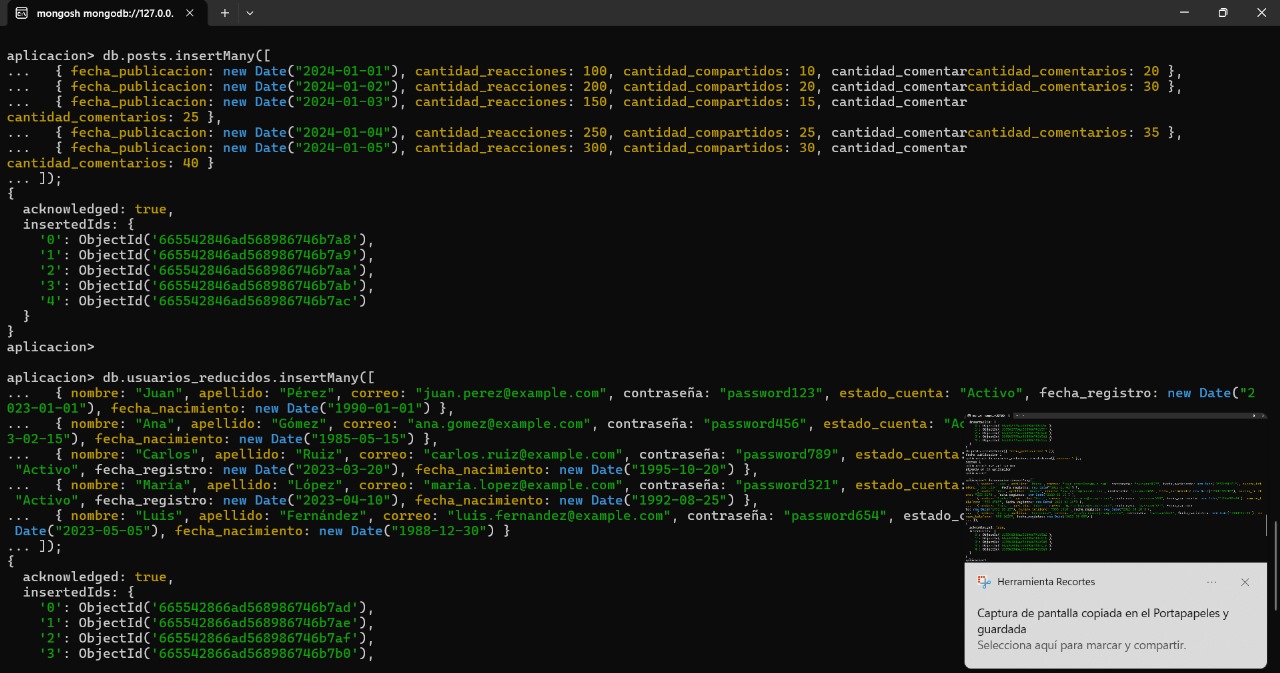 mongosh mongodb://127.0.0.
aplicacion> db.posts.insertMany([
...   { fecha_publicacion: new Date("2024-01-01"), cantidad_reacciones: 100, cantidad_compartidos: 10, cantidad_comentarcantidad_comentarios: 20 },
...   { fecha_publicacion: new Date("2024-01-02"), cantidad_reacciones: 200, cantidad_compartidos: 20, cantidad_comentarcantidad_comentarios: 30 },
...   { fecha_publicacion: new Date("2024-01-03"), cantidad_reacciones: 150, cantidad_compartidos: 15, cantidad_comentar
cantidad_comentarios: 25 },
...   { fecha_publicacion: new Date("2024-01-04"), cantidad_reacciones: 250, cantidad_compartidos: 25, cantidad_comentarcantidad_comentarios: 35 },
...   { fecha_publicacion: new Date("2024-01-05"), cantidad_reacciones: 300, cantidad_compartidos: 30, cantidad_comentar
cantidad_comentarios: 40 }
... ]);
{
  acknowledged: true,
  insertedIds: {
    '0': ObjectId('665542846ad568986746b7a8'),
    '1': ObjectId('665542846ad568986746b7a9'),
    '2': ObjectId('665542846ad568986746b7aa'),
    '3': ObjectId('665542846ad568986746b7ab'),
    '4': ObjectId('665542846ad568986746b7ac')
  }
}
aplicacion>
aplicacion> db.usuarios_reducidos.insertMany([
...   { nombre: "Juan", apellido: "Pérez", correo: "juan.perez@example.com", contraseña: "password123", estado_cuenta: "Activo", fecha_registro: new Date("2
023-01-01"), fecha_nacimiento: new Date("1990-01-01") },
...   { nombre: "Ana", apellido: "Gómez", correo: "ana.gomez@example.com", contraseña: "password456", estado_cuenta: "Ac
3-02-15"), fecha_nacimiento: new Date("1985-05-15") },
...   { nombre: "Carlos", apellido: "Ruiz", correo: "carlos.ruiz@example.com", contraseña: "password789", estado_cuenta:
 "Activo", fecha_registro: new Date("2023-03-20"), fecha_nacimiento: new Date("1995-10-20") },
...   { nombre: "María", apellido: "López", correo: "maria.lopez@example.com", contraseña: "password321", estado_cuenta:
 "Activo", fecha_registro: new Date("2023-04-10"), fecha_nacimiento: new Date("1992-08-25") },
...   { nombre: "Luis", apellido: "Fernández", correo: "luis.fernandez@example.com", contraseña: "password654", estado_c
 Date("2023-05-05"), fecha_nacimiento: new Date("1988-12-30") }
... ]);
{
  acknowledged: true,
  insertedIds: {
    '0': ObjectId('665542866ad568986746b7ad'),
    '1': ObjectId('665542866ad568986746b7ae'),
    '2': ObjectId('665542866ad568986746b7af'),
    '3': ObjectId('665542866ad568986746b7b0'),
Herramienta Recortes
Captura de pantalla copiada en el Portapapeles y
guardada
Selecciona aquí para marcar y compartir.